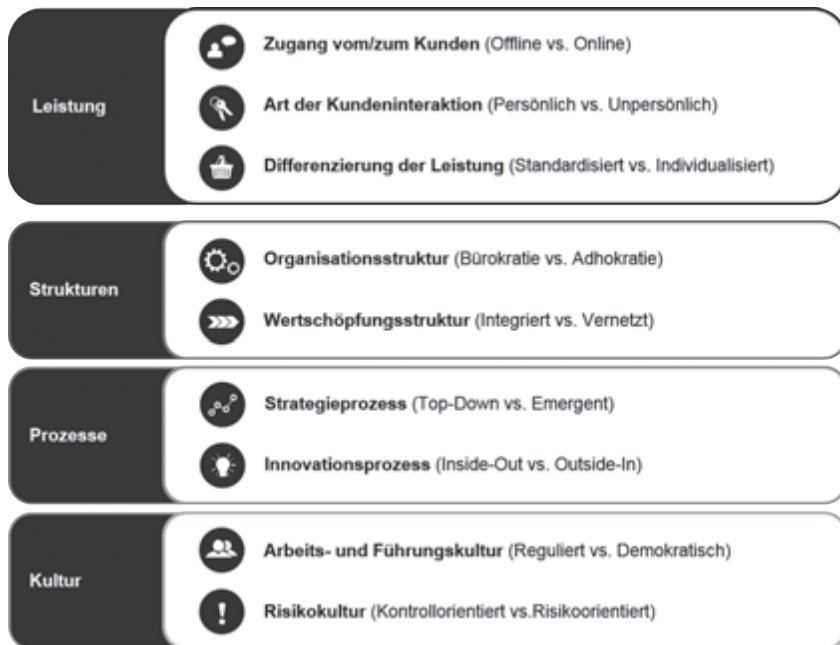 Leistung
Zugang vom/zum Kunden (Offline vs. Online)
Art der Kundeninteraktion (Persönlich vs. Unpersönlich)
Differenzierung der Leistung (Standardisiert vs. Individualisiert)
Strukturen
Organisationsstruktur (Bürokratie vs. Adhokratie)
Wertschöpfungsstruktur (Integriert vs. Vernetzt)
Prozesse
Strategieprozess (Top-Down vs. Emergent)
Innovationsprozess (Inside-Out vs. Outside-In)
Kultur
Arbeits- und Führungskultur (Reguliert vs. Demokratisch)
Risikokultur (Kontrollorientiert vs.Risikoorientiert)